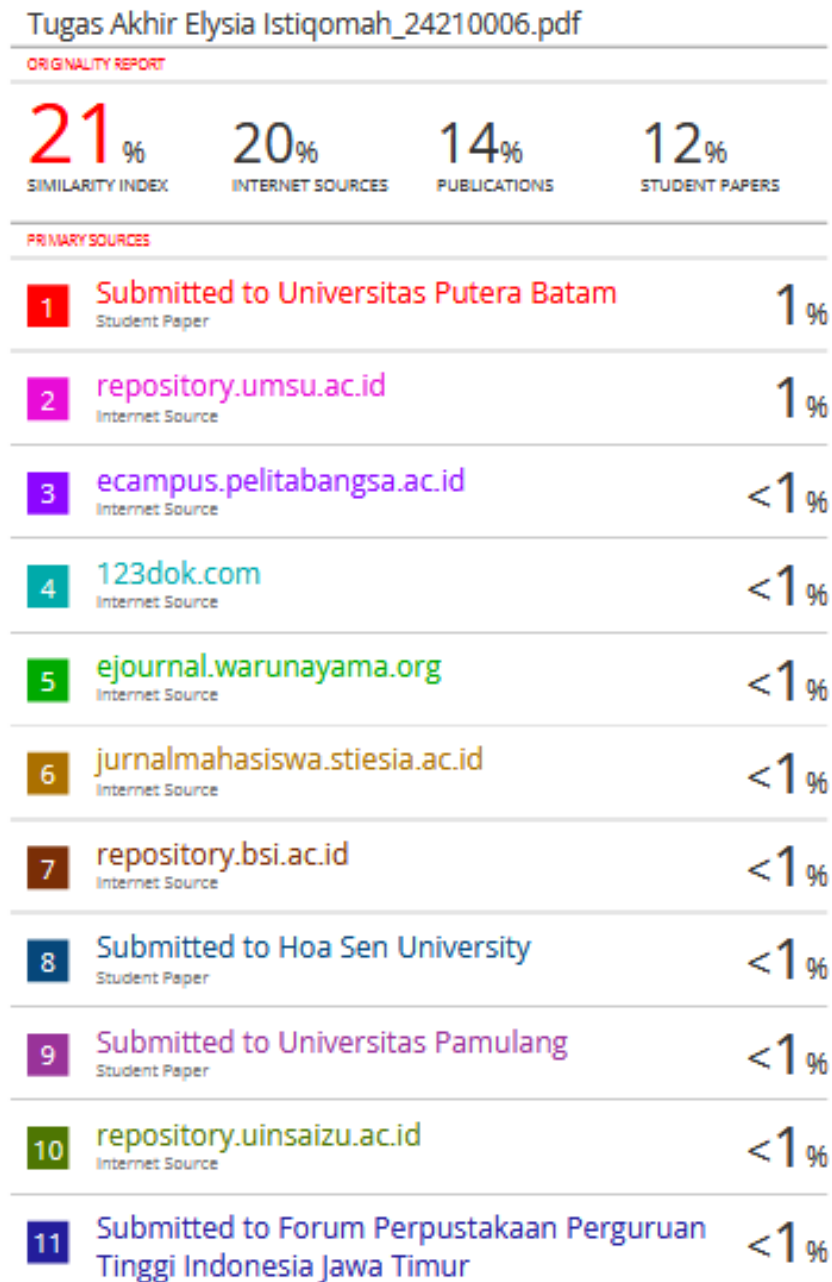 Tugas Akhir Elysia Istiqomah_24210006.pdf
ORIGINALITY REPORT
21% 20% 14% 12%
SIMILARITY INDEX INTERNET SOURCES PUBLICATIONS STUDENT PAPERS
PRIMARY SOURCES
1 Submitted to Universitas Putera Batam 1%
Student Paper
2 repository.umsu.ac.id 1%
Internet Source
3 ecampus.pelitabangsa.ac.id <1%
Internet Source
4 123dok.com <1%
Internet Source
5 ejournal.warunayama.org <1%
Internet Source
6 jurnalmahasiswa.stiesia.ac.id <1%
Internet Source
7 repository.bsi.ac.id <1%
Internet Source
8 Submitted to Hoa Sen University <1%
Student Paper
9 Submitted to Universitas Pamulang <1%
Student Paper
10 repository.uinsaizu.ac.id <1%
Internet Source
11 Submitted to Forum Perpustakaan Perguruan <1%
Tinggi Indonesia Jawa Timur